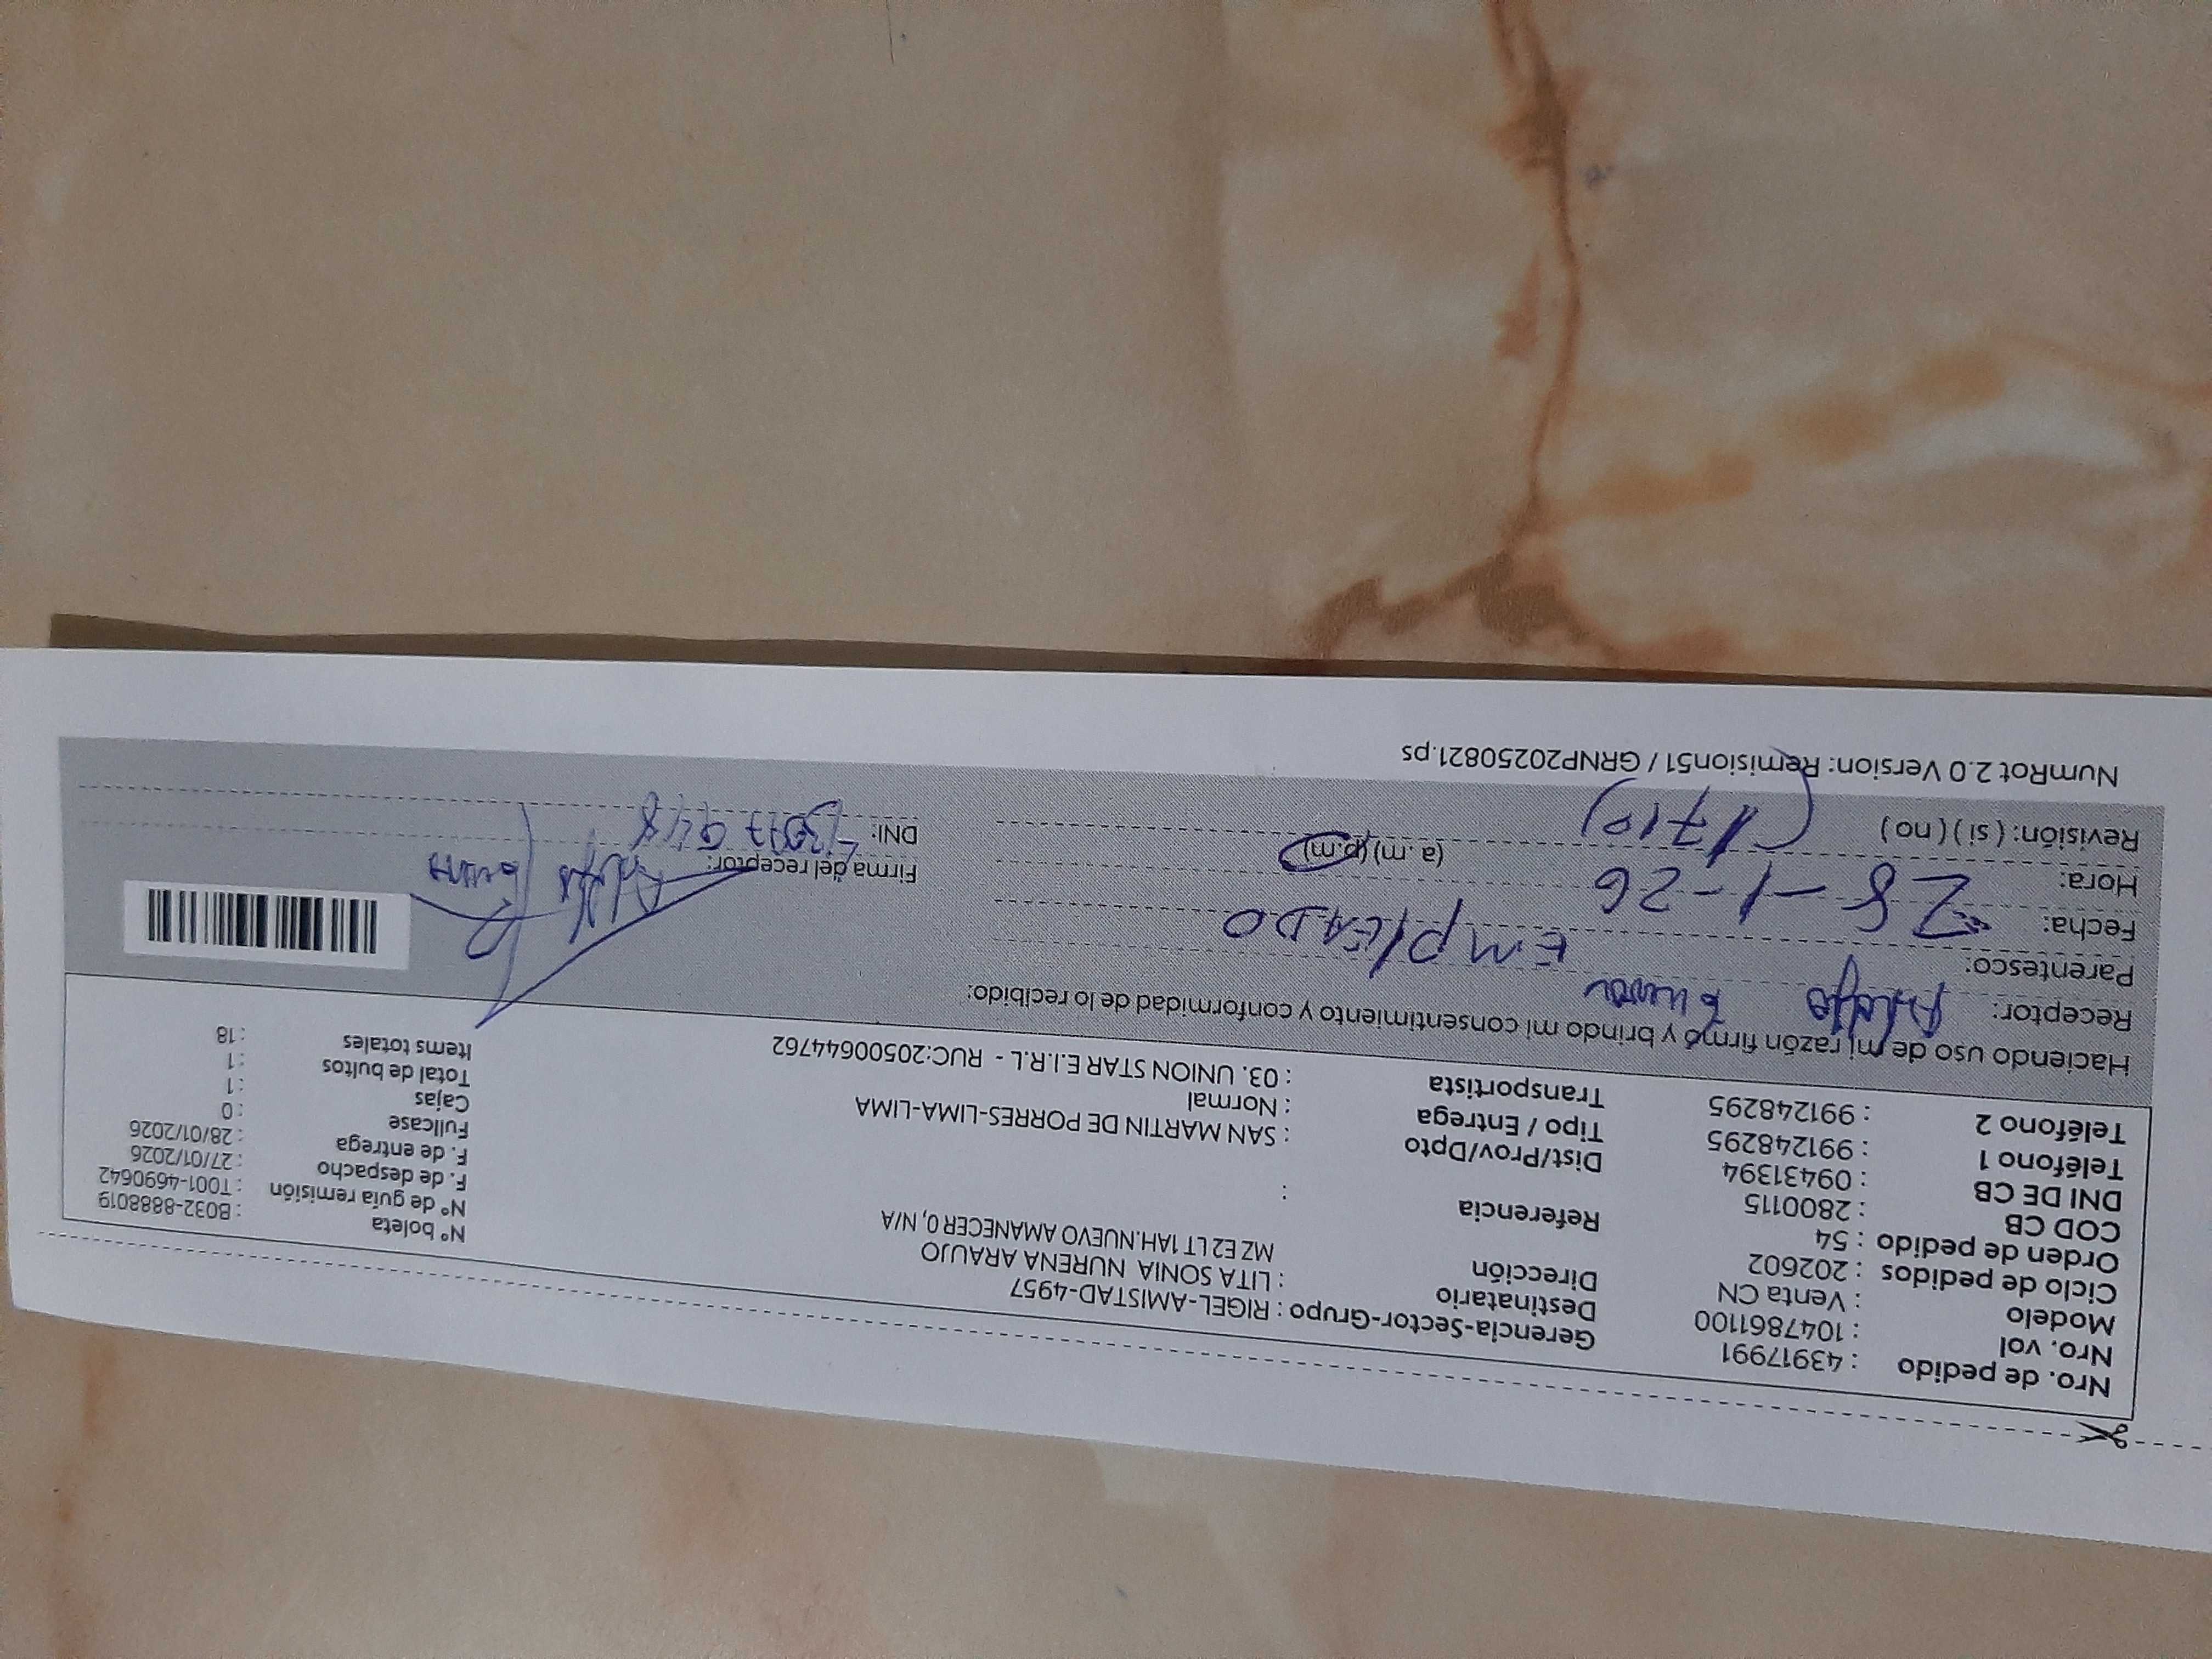 Nro. de pedido : 43917991
Nro. vol : 1047861100
Modelo : Venta CN
Ciclo de pedidos : 202602
Orden de pedido : 54
COD CB : 2800115
DNI DE CB : 09431394
Teléfono 1 : 991248295
Teléfono 2 : 991248295
Gerencia-Sector-Grupo : RIGEL-AMISTAD-4957
Destinatario : LITA SONIA NURENA ARAUJO
Dirección MZ E2 LT 1AH.NUEVO AMANECER 0, N/A
Referencia :
Dist/Prov/Dpto : SAN MARTIN DE PORRES-LIMA-LIMA
Tipo / Entrega : Normal
Transportista : 03. UNION STAR E.I.R.L - RUC:20500644762
N° boleta : B032-8888019
N° de guía remisión : T001-4690642
F. de despacho : 27/01/2026
F. de entrega : 28/01/2026
Fullcase : 0
Cajas : 1
Total de bultos : 1
Items totales : 18
Haciendo uso de mi razón firmo y brindo mi consentimiento y conformidad de lo recibido:
Receptor:
Parentesco: EMPLEADO
Fecha: 28-1-26
Hora: (a.m) (p.m)
Revisión: ( si ) ( no )
Firma del receptor:
DNI:
NumRot 2.0 Version: Remision51 / GRNP20250821.ps